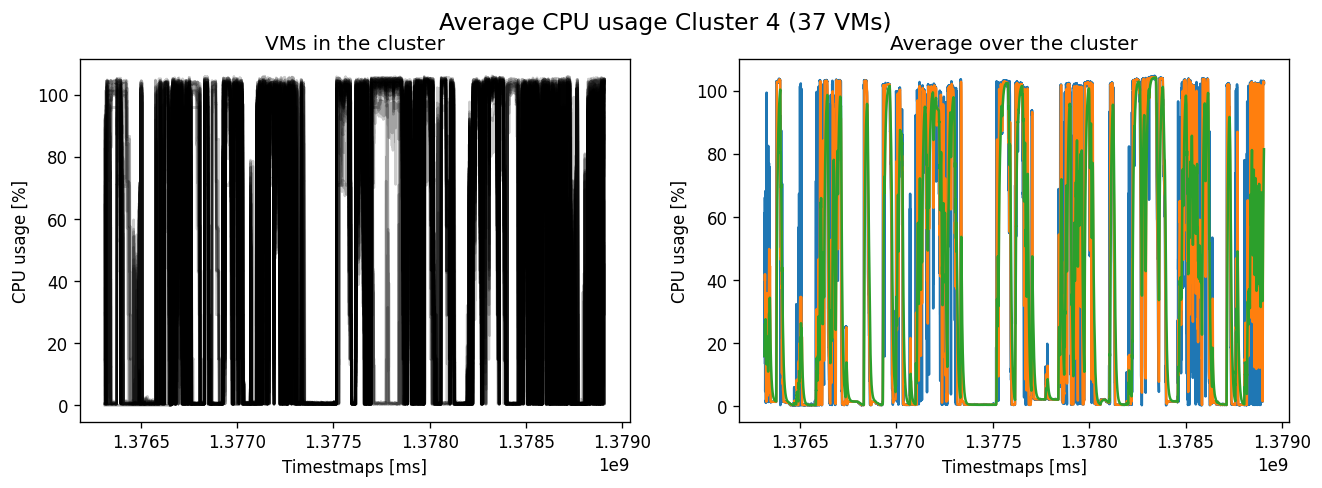 Average CPU usage Cluster 4 (37 VMs)
VMs in the cluster
CPU usage [%]
100
80
60
40
20
0
1.3765 1.3770 1.3775 1.3780 1.3785 1.3790
1e9
Timestmaps [ms]
Average over the cluster
CPU usage [%]
100
80
60
40
20
0
1.3765 1.3770 1.3775 1.3780 1.3785 1.3790
1e9
Timestmaps [ms]